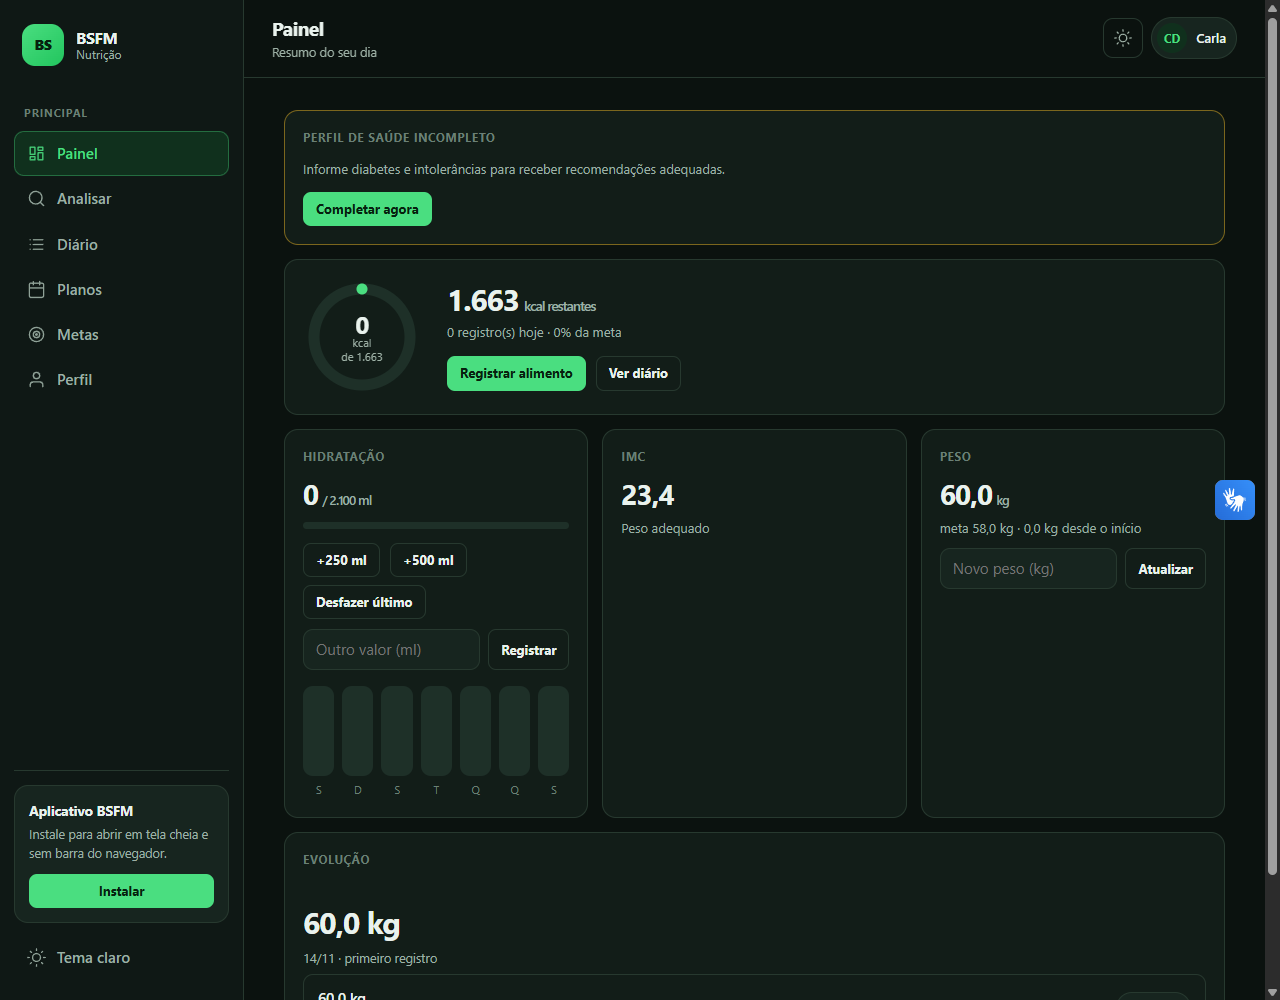 BS
BSFM
Nutrição
PRINCIPAL
Painel
Analisar
Diário
Planos
Metas
Perfil
Aplicativo BSFM
Instale para abrir em tela cheia e
sem barra do navegador.
Instalar
Tema claro
Painel
Resumo do seu dia
CD
Carla
PERFIL DE SAÚDE INCOMPLETO
Informe diabetes e intolerâncias para receber recomendações adequadas.
Completar agora
0
kcal
de 1.663
1.663 kcal restantes
0 registro(s) hoje · 0% da meta
Registrar alimento
Ver diário
HIDRATAÇÃO
0 / 2.100 ml
+250 ml
+500 ml
Desfazer último
Outro valor (ml)
Registrar
S D S T Q Q S
IMC
23,4
Peso adequado
PESO
60,0 kg
meta 58,0 kg · 0,0 kg desde o início
Novo peso (kg)
Atualizar
EVOLUÇÃO
60,0 kg
14/11 · primeiro registro
60,0 kg